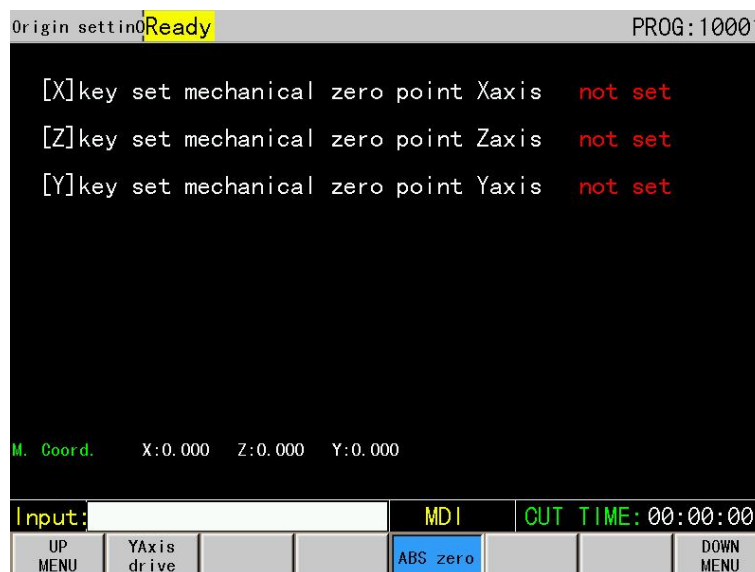 Origin settin0Ready PROG:1000
[X]key set mechanical zero point Xaxis not set
[Z]key set mechanical zero point Zaxis not set
[Y]key set mechanical zero point Yaxis not set
M. Coord. X:0.000 Z:0.000 Y:0.000
Input: MDI CUT TIME:00:00:00
UP MENU YAxis drive ABS zero DOWN MENU